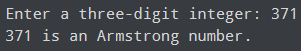 Enter a three-digit integer: 371
371 is an Armstrong number.